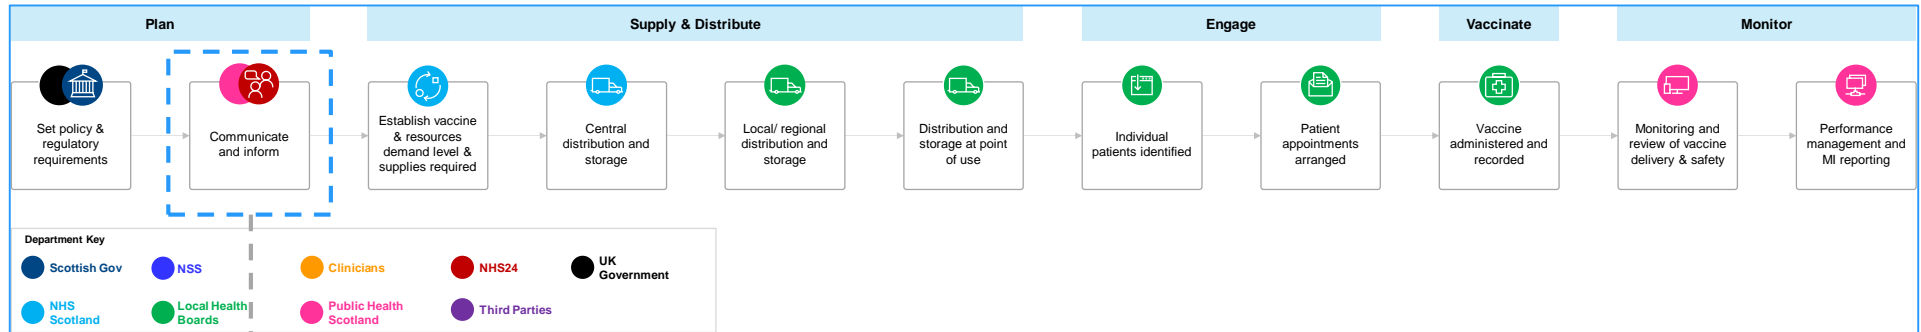 Plan
Supply & Distribute
Engage
Vaccinate
Monitor
Set policy &
regulatory
requirements
Communicate
and inform
Establish vaccine
& resources
demand level &
supplies required
Central
distribution and
storage
Local/ regional
distribution and
storage
Distribution and
storage at point
of use
Individual
patients identified
Patient
appointments
arranged
Vaccine
administered and
recorded
Monitoring and
review of vaccine
delivery & safety
Performance
management and
MI reporting
Department Key
Scottish Gov
NSS
Clinicians
NHS24
UK
Government
NHS
Scotland
Local Health
Boards
Public Health
Scotland
Third Parties